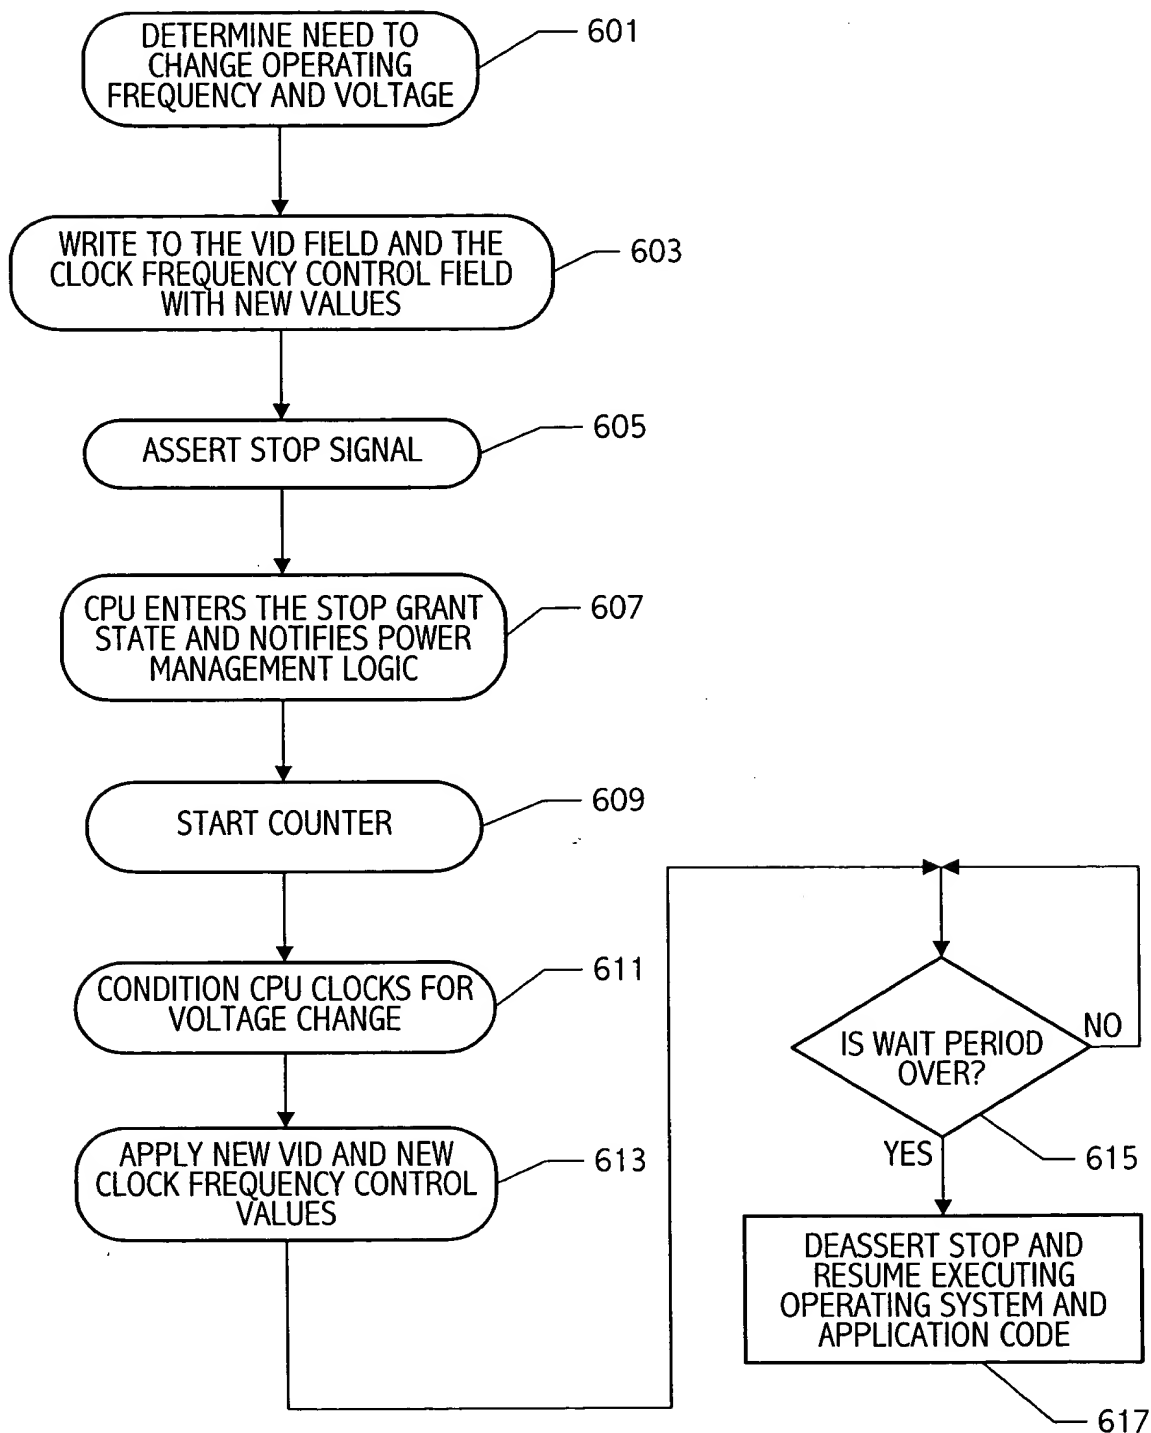 DETERMINE NEED TO
CHANGE OPERATING
FREQUENCY AND VOLTAGE
601
WRITE TO THE VID FIELD AND THE
CLOCK FREQUENCY CONTROL FIELD
WITH NEW VALUES
603
ASSERT STOP SIGNAL
605
CPU ENTERS THE STOP GRANT
STATE AND NOTIFIES POWER
MANAGEMENT LOGIC
607
START COUNTER
609
CONDITION CPU CLOCKS FOR
VOLTAGE CHANGE
611
APPLY NEW VID AND NEW
CLOCK FREQUENCY CONTROL
VALUES
613
IS WAIT PERIOD
OVER?
NO
YES
615
DEASSERT STOP AND
RESUME EXECUTING
OPERATING SYSTEM AND
APPLICATION CODE
617